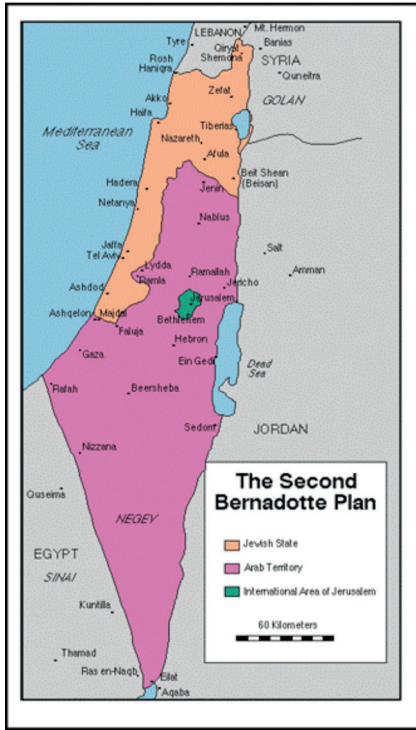 LEBANON
Mt. Hermon
Tyre
Banias
Qiryat
Shemona
SYRIA
Rosh
Haniqra
Quneitra
Zefat
Akko
GOLAN
Haifa
Mediterranean
Sea
Tiberias
Nazareth
Afula
Beit Shean
(Beisan)
Hadera
Jenin
Netanya
Nablus
Jaffa
Tel Aviv
Salt
Lydda
Ramla
Ramallah
Amman
Jericho
Ashdod
Jerusalem
Ashqelon
Majdal
Bethlehem
Faluja
Hebron
Gaza
Ein Gedi
Dead
Sea
Rafah
Beersheba
Sedom
JORDAN
Nizzana
The Second
Bernadotte Plan
Quseima
NEGEY
Jewish State
EGYPT
Arab Territory
SINAI
International Area of Jerusalem
Kuntilla
60 Kilometers
Thamad
Ras en-Naqb
Eilat
Aqaba